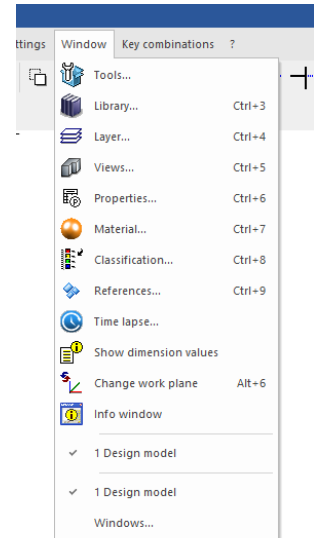 ttings Window Key combinations ?
Tools...
Library... Ctrl+3
Layer... Ctrl+4
Views... Ctrl+5
Properties... Ctrl+6
Material... Ctrl+7
Classification... Ctrl+8
References... Ctrl+9
Time lapse...
Show dimension values
Change work plane Alt+6
Info window
1 Design model
1 Design model
Windows...